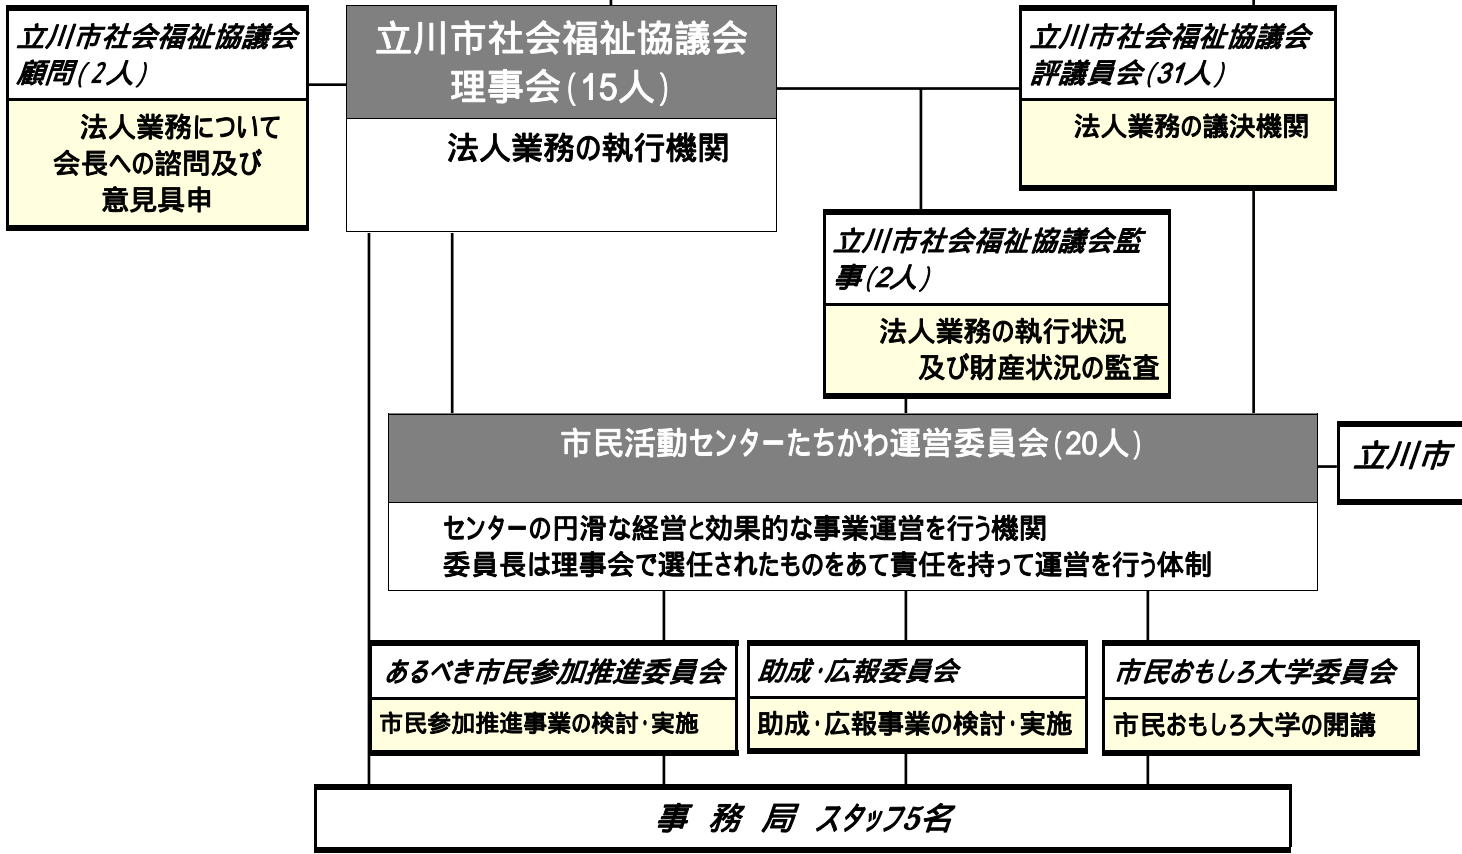 立川市社会福祉協議会
顧問(2人)
法人業務について
会長への諮問及び
意見具申
立川市社会福祉協議会
理事会(15人)
法人業務の執行機関
立川市社会福祉協議会
評議員会(31人)
法人業務の議決機関
立川市社会福祉協議会監
事(2人)
法人業務の執行状況
及び財産状況の監査
市民活動センターたちかわ運営委員会(20人)
センターの円滑な経営と効果的な事業運営を行う機関
委員長は理事会で選任されたものをあて責任を持って運営を行う体制
立川市
あるべき市民参加推進委員会
市民参加推進事業の検討・実施
助成・広報委員会
助成・広報事業の検討・実施
市民おもしろ大学委員会
市民おもしろ大学の開講
事 務 局 スタッフ5名